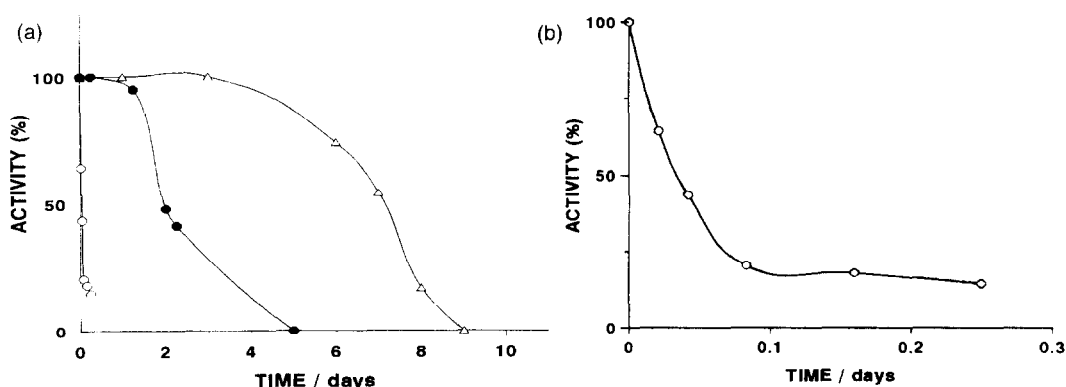 (a)
100
50
0
ACTIVITY (%)
0 2 4 6 8 10
TIME / days
(b)
100
50
0
ACTIVITY (%)
0 0.1 0.2 0.3
TIME / days